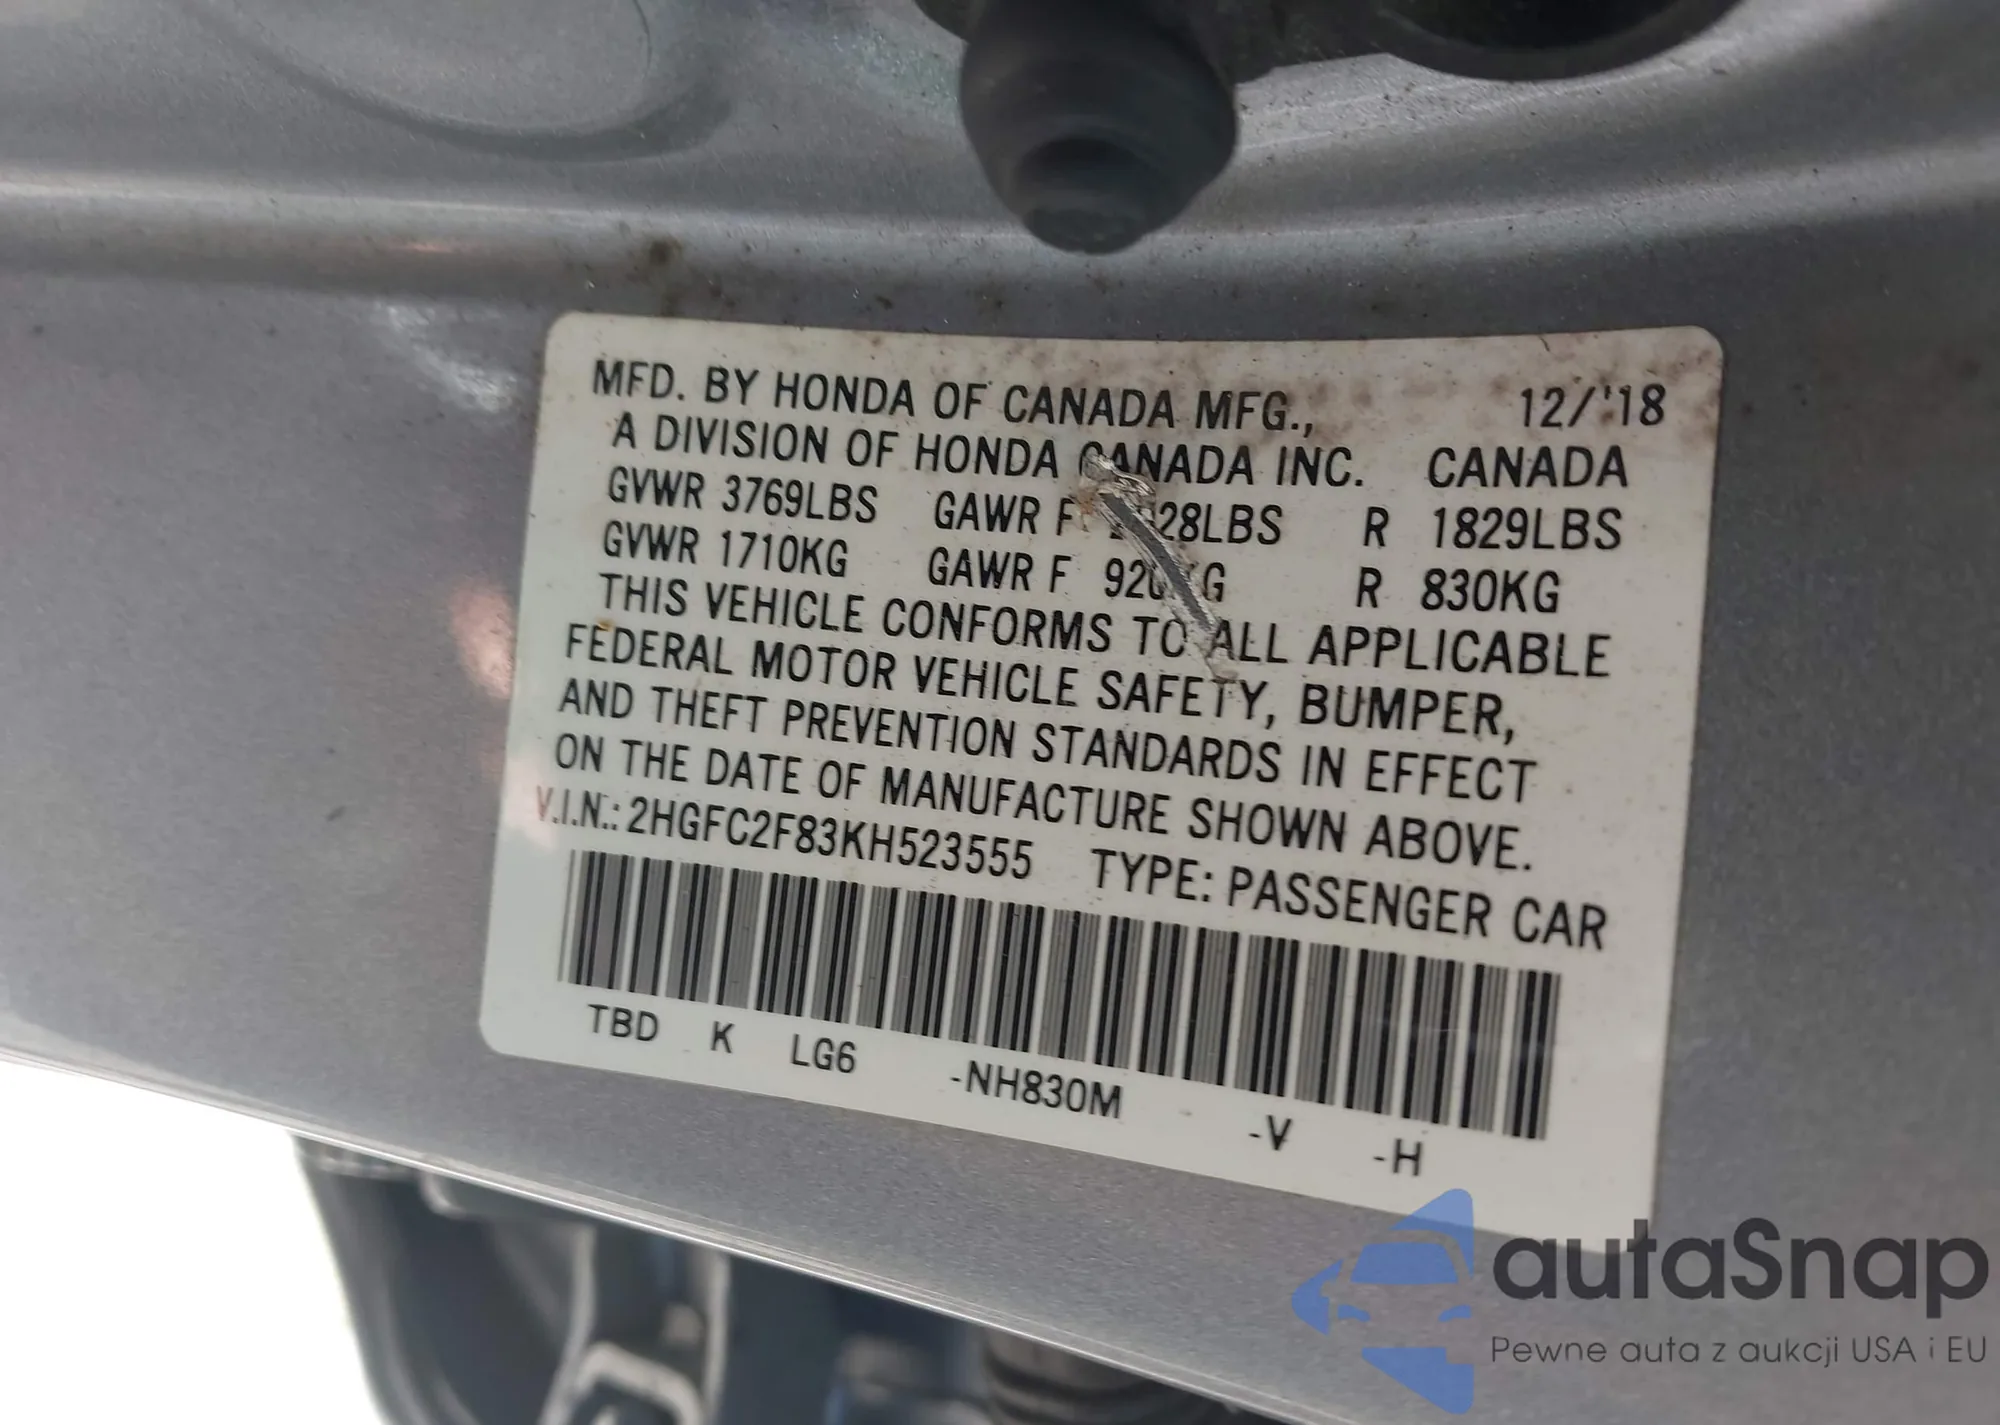 MFD. BY HONDA OF CANADA MFG., 12/'18
A DIVISION OF HONDA CANADA INC. CANADA
GVWR 3769LBS GAWR F R 1829LBS
GVWR 1710KG GAWR F 920KG R 830KG
THIS VEHICLE CONFORMS TO ALL APPLICABLE
FEDERAL MOTOR VEHICLE SAFETY, BUMPER,
AND THEFT PREVENTION STANDARDS IN EFFECT
ON THE DATE OF MANUFACTURE SHOWN ABOVE.
V.I.N.: 2HGFC2F83KH523555 TYPE: PASSENGER CAR
TBD K LG6 -NH830M -V -H
autaSnap
Pewne auta z aukcji USA i EU